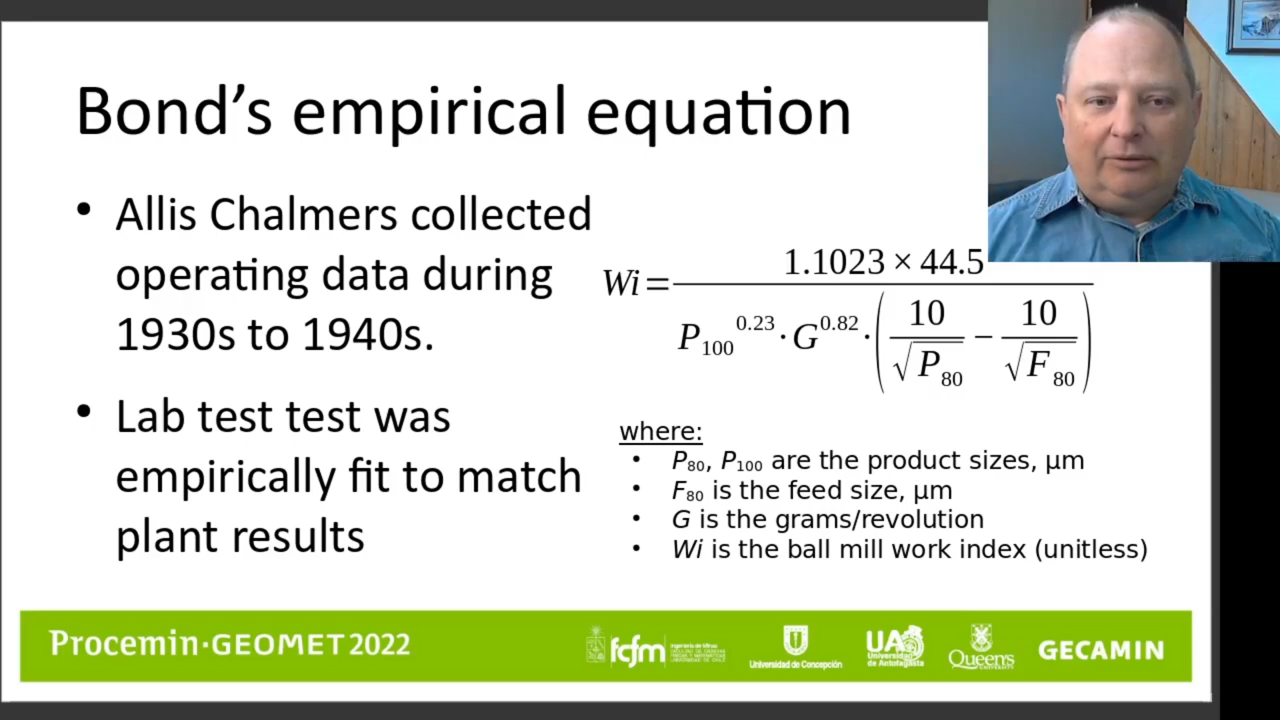 Bond’s empirical equation
• Allis Chalmers collected
operating data during
1930s to 1940s.
• Lab test test was
empirically fit to match
plant results
Wi = 1.1023 × 44.5 / (P₁₀₀^0.23 · G^0.82 · (10/√P₈₀ − 10/√F₈₀))
where:
• P₈₀, P₁₀₀ are the product sizes, µm
• F₈₀ is the feed size, µm
• G is the grams/revolution
• Wi is the ball mill work index (unitless)
Procemin·GEOMET 2022
fcfm
Universidad de Concepción
UA
Universidad
de Antofagasta
Queen's
UNIVERSITY
GECAMIN